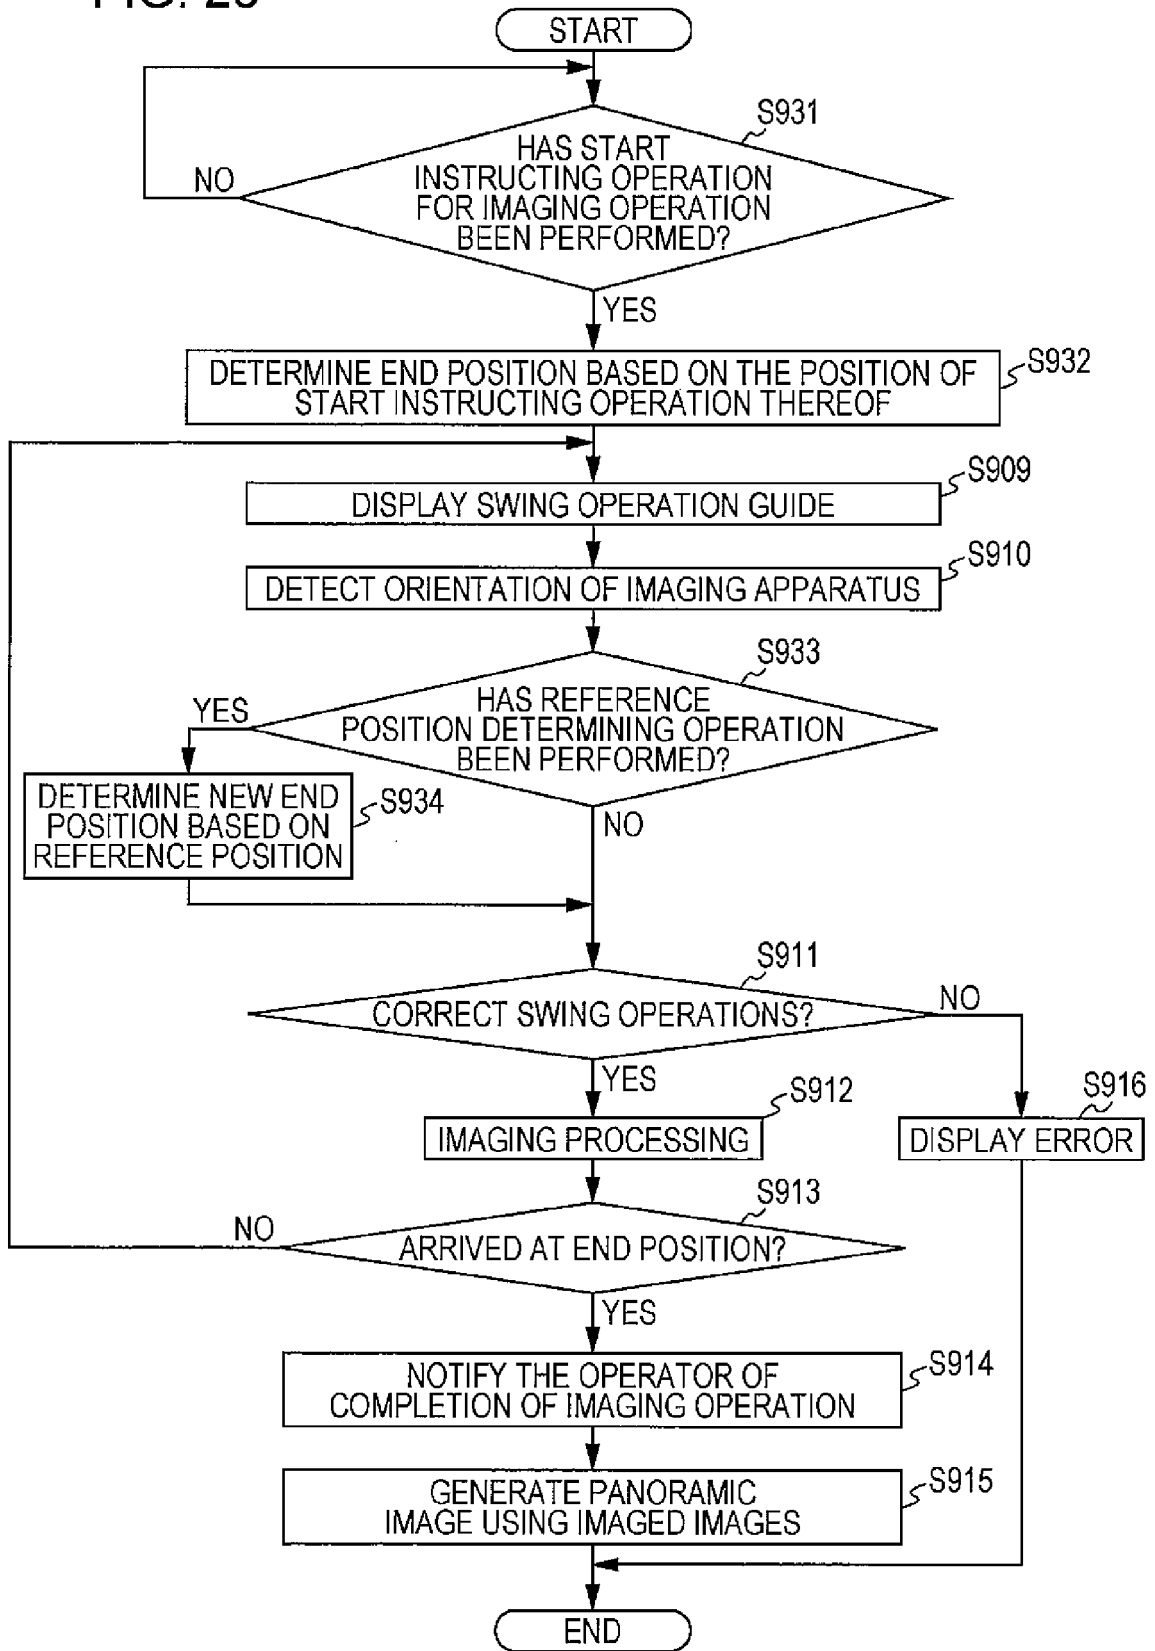 START
S931
HAS START
INSTRUCTING OPERATION
FOR IMAGING OPERATION
BEEN PERFORMED?
NO
YES
S932
DETERMINE END POSITION BASED ON THE POSITION OF
START INSTRUCTING OPERATION THEREOF
S909
DISPLAY SWING OPERATION GUIDE
S910
DETECT ORIENTATION OF IMAGING APPARATUS
S933
HAS REFERENCE
POSITION DETERMINING OPERATION
BEEN PERFORMED?
YES
DETERMINE NEW END
POSITION BASED ON
REFERENCE POSITION
S934
NO
S911
CORRECT SWING OPERATIONS?
NO
YES
S912
IMAGING PROCESSING
S916
DISPLAY ERROR
S913
ARRIVED AT END POSITION?
NO
YES
S914
NOTIFY THE OPERATOR OF
COMPLETION OF IMAGING OPERATION
S915
GENERATE PANORAMIC
IMAGE USING IMAGED IMAGES
END